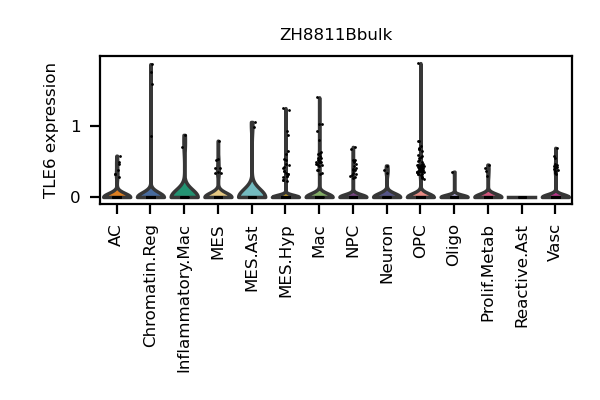 ZH8811Bbulk
TLE6 expression
1
0
AC
Chromatin.Reg
Inflammatory.Mac
MES
MES.Ast
MES.Hyp
Mac
NPC
Neuron
OPC
Oligo
Prolif.Metab
Reactive.Ast
Vasc